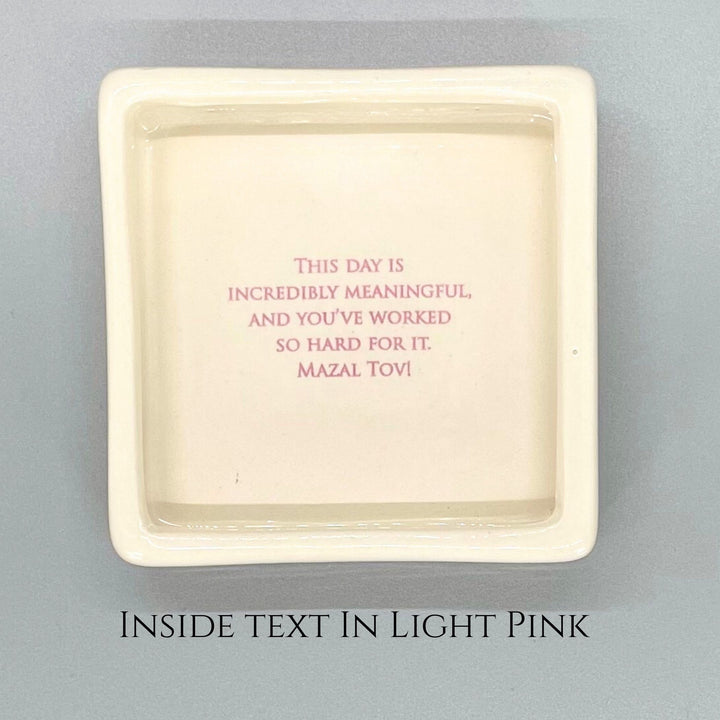 This day is
incredibly meaningful,
and you've worked
so hard for it.
Mazal Tov!
Inside text In Light Pink